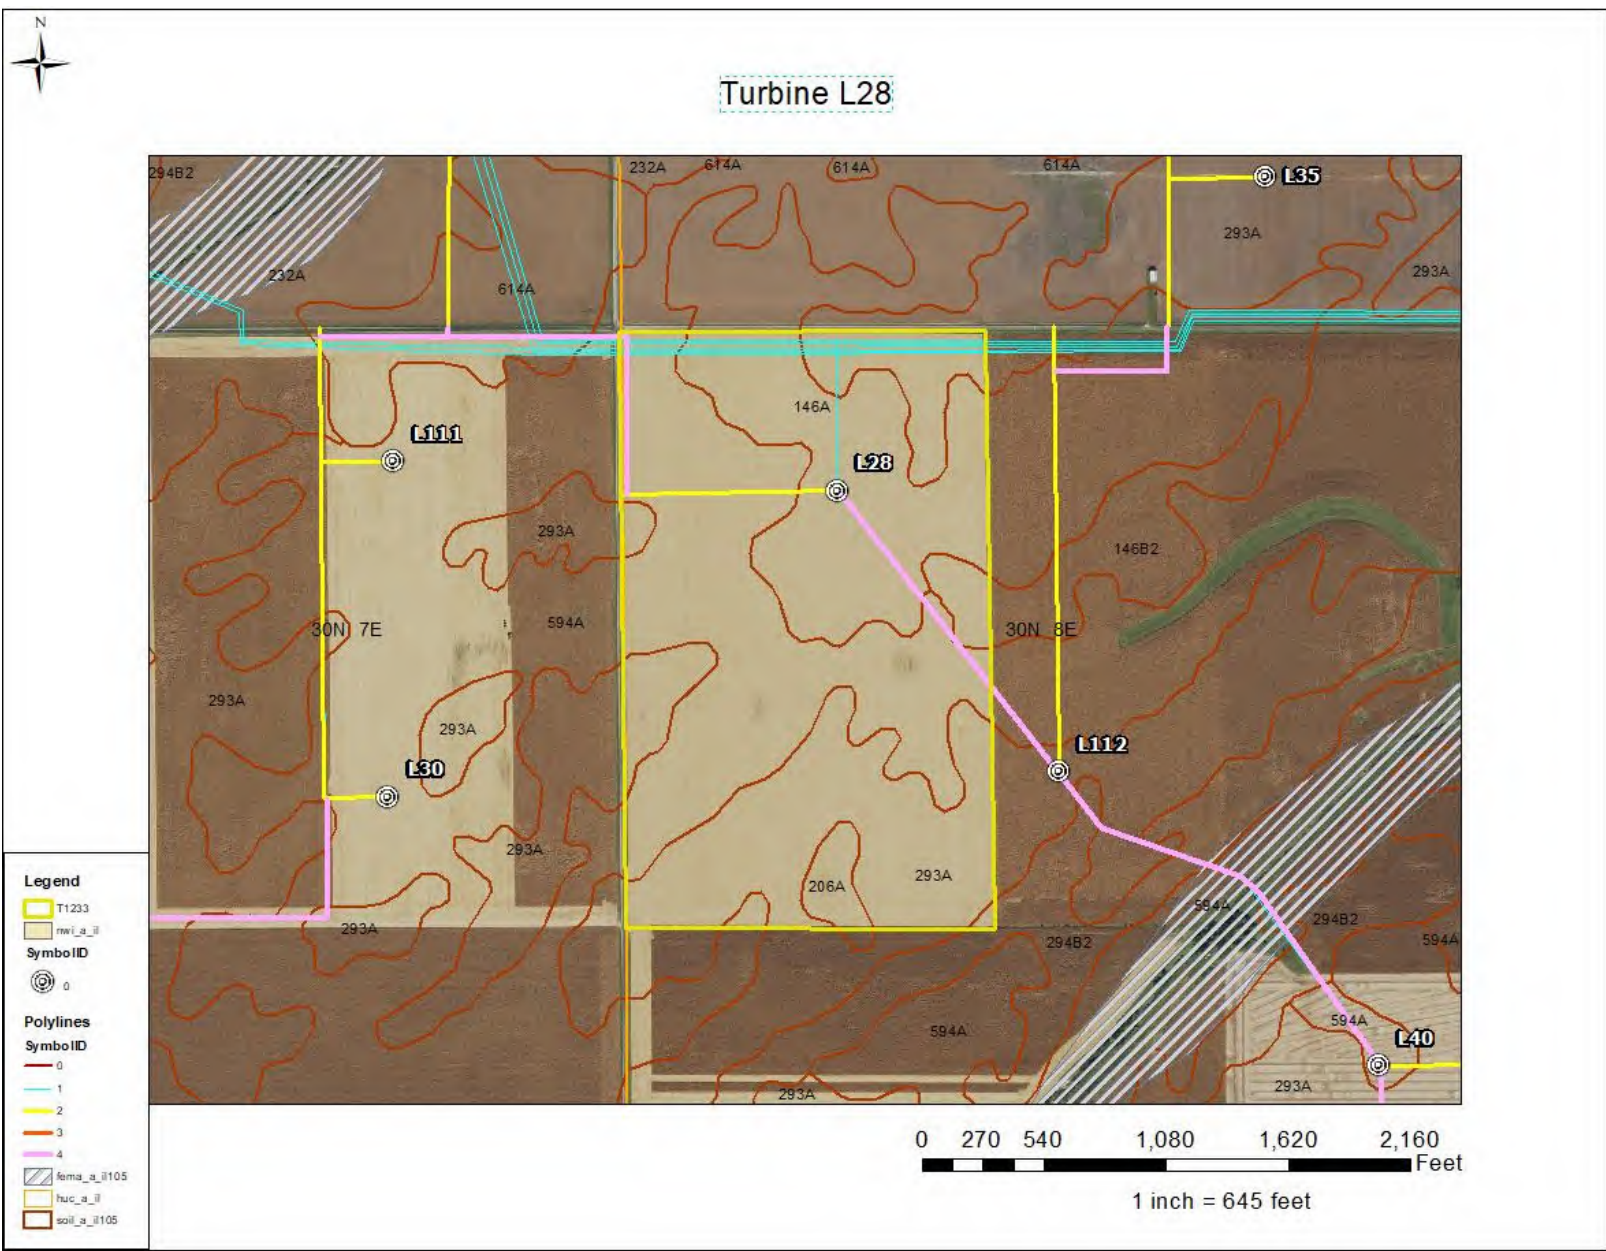 N
Turbine L28
294B2
232A
614A
614A
614A
L35
293A
232A
614A
293A
146A
L111
L28
293A
146B2
594A
30N 7E
30N 8E
293A
293A
L112
L30
293A
206A
293A
594A
294B2
293A
294B2
594A
594A
594A
L40
293A
293A
Legend
T1233
nwi_a_il
SymbolID
0
Polylines
SymbolID
0
1
2
3
4
fema_a_il105
huc_a_il
soil_a_il105
0 270 540 1,080 1,620 2,160
Feet
1 inch = 645 feet